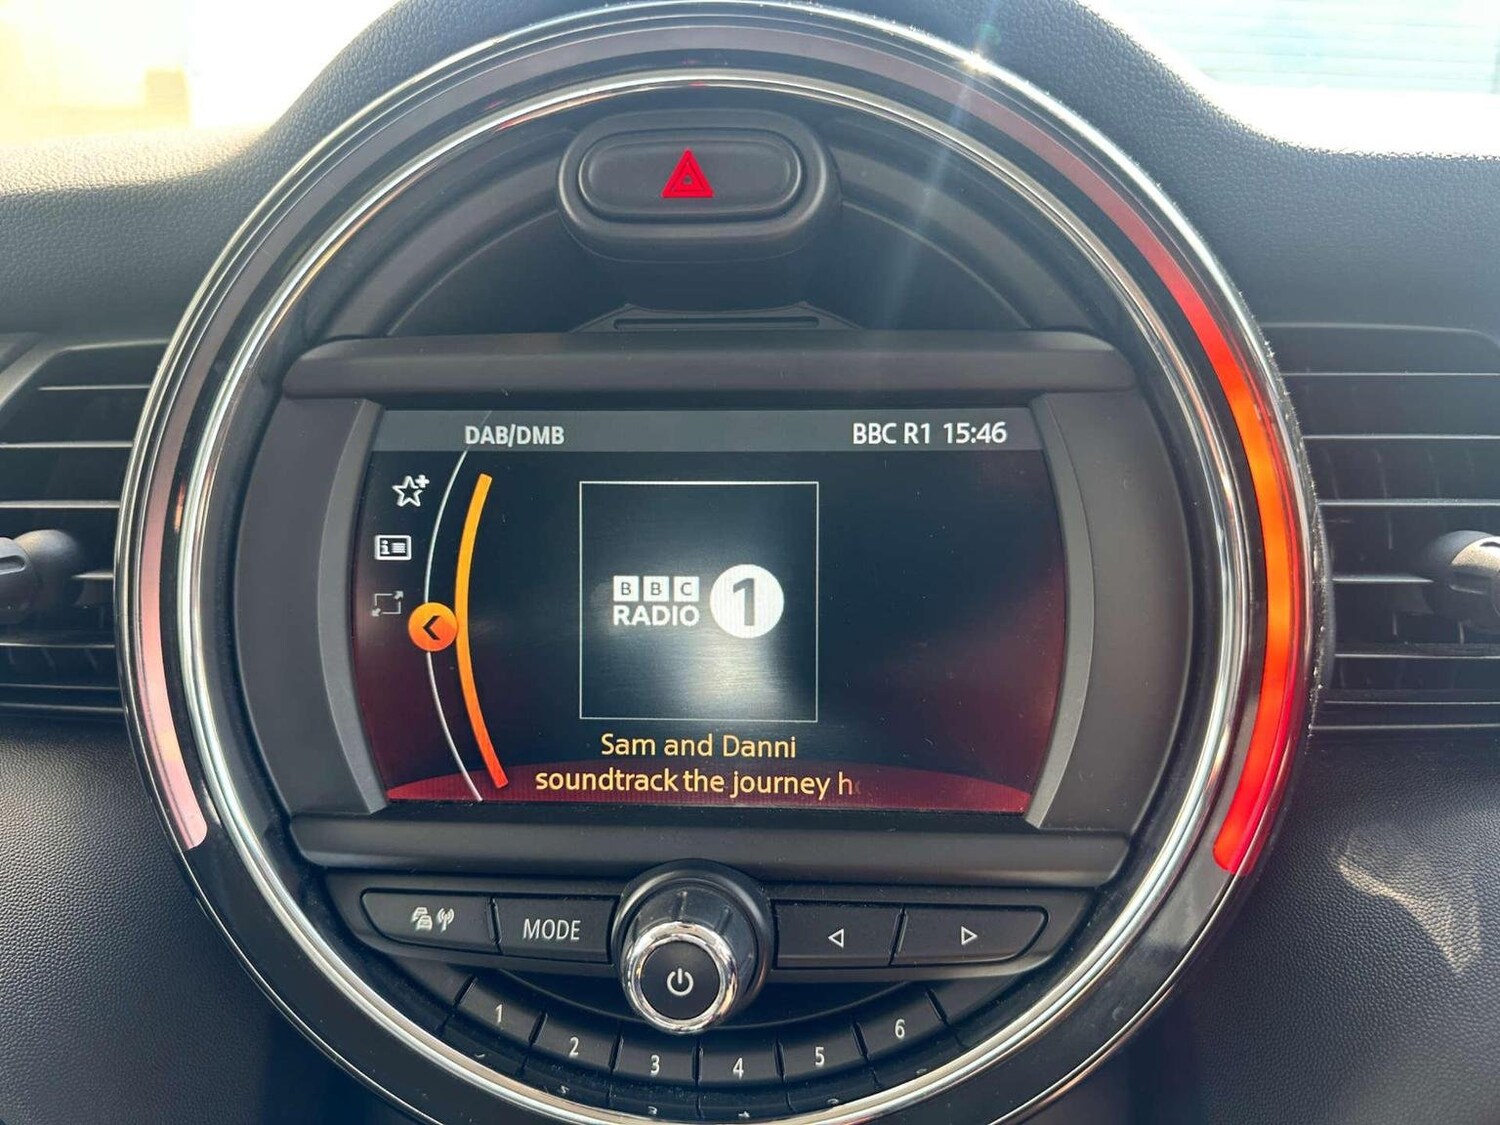 DAB/DMB
BBC R1 15:46
BBC
RADIO 1
Sam and Danni
soundtrack the journey h
MODE
1 2 3 4 5 6